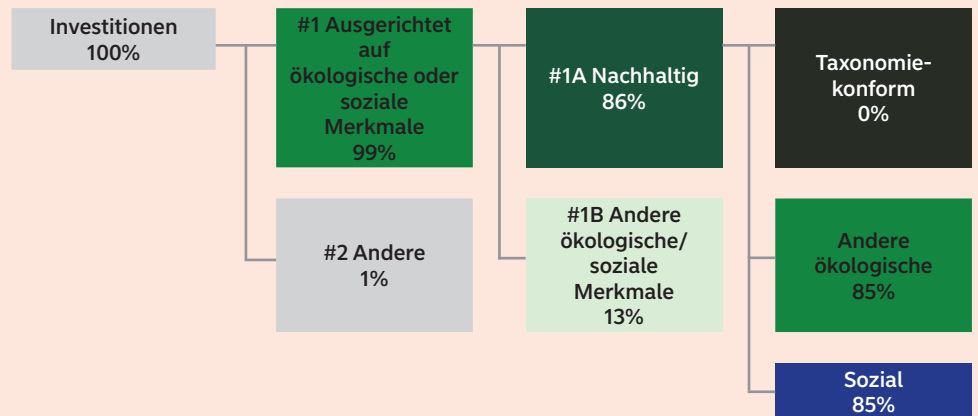 Investitionen
100%
#1 Ausgerichtet
auf
ökologische oder
soziale
Merkmale
99%
#1A Nachhaltig
86%
Taxonomie-
konform
0%
#2 Andere
1%
#1B Andere
ökologische/
soziale
Merkmale
13%
Andere
ökologische
85%
Sozial
85%